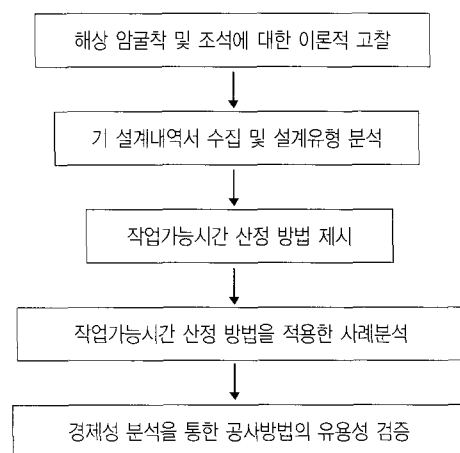 해상 암굴착 및 조석에 대한 이론적 고찰
기 설계내역서 수집 및 설계유형 분석
작업가능시간 산정 방법 제시
작업가능시간 산정 방법을 적용한 사례분석
경제성 분석을 통한 공사방법의 유용성 검증